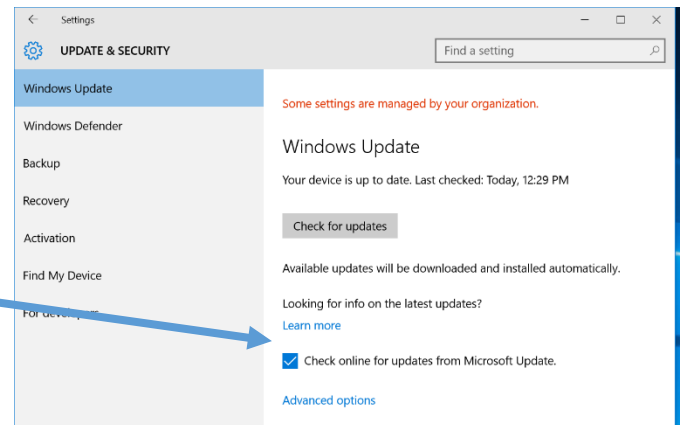 Settings
UPDATE & SECURITY
Find a setting
Windows Update
Windows Defender
Backup
Recovery
Activation
Find My Device
For developers
Some settings are managed by your organization.
Windows Update
Your device is up to date. Last checked: Today, 12:29 PM
Check for updates
Available updates will be downloaded and installed automatically.
Looking for info on the latest updates?
Learn more
Check online for updates from Microsoft Update.
Advanced options